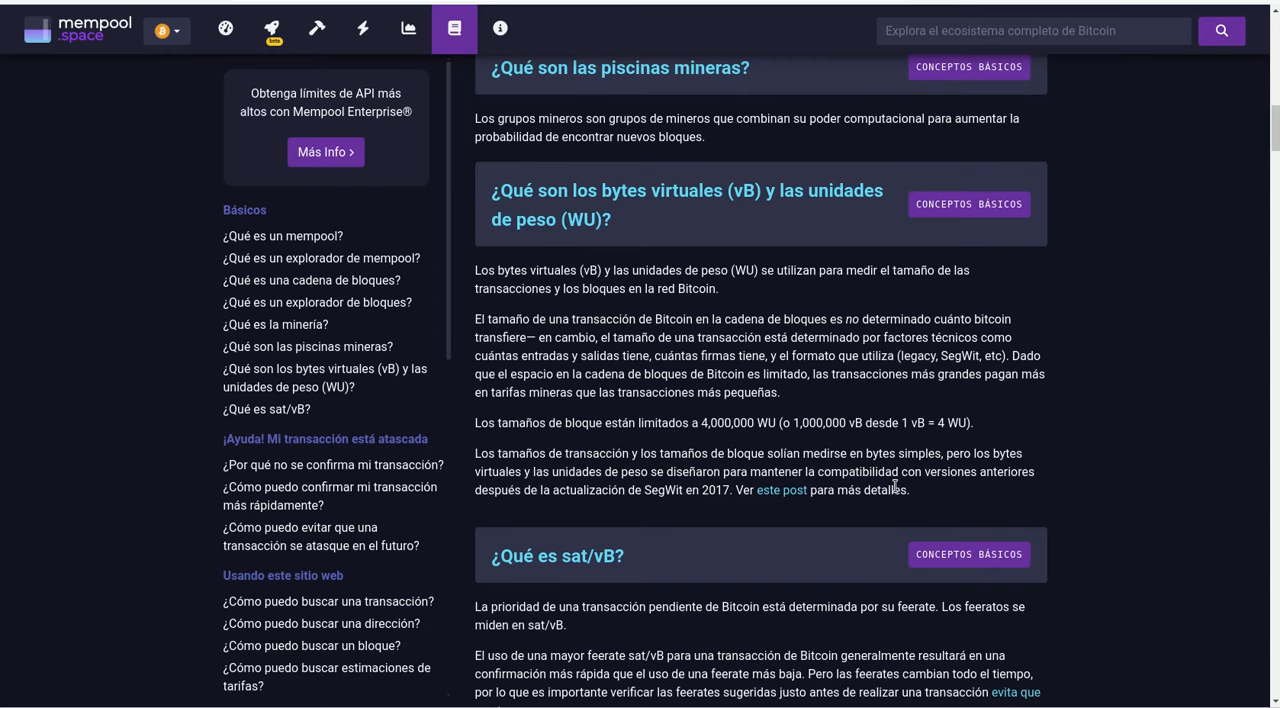 mempool
.space
beta
Explora el ecosistema completo de Bitcoin
Obtenga límites de API más
altos con Mempool Enterprise®
Más Info
Básicos
¿Qué es un mempool?
¿Qué es un explorador de mempool?
¿Qué es una cadena de bloques?
¿Qué es un explorador de bloques?
¿Qué es la minería?
¿Qué son las piscinas mineras?
¿Qué son los bytes virtuales (vB) y las
unidades de peso (WU)?
¿Qué es sat/vB?
¡Ayuda! Mi transacción está atascada
¿Por qué no se confirma mi transacción?
¿Cómo puedo confirmar mi transacción
más rápidamente?
¿Cómo puedo evitar que una
transacción se atasque en el futuro?
Usando este sitio web
¿Cómo puedo buscar una transacción?
¿Cómo puedo buscar una dirección?
¿Cómo puedo buscar un bloque?
¿Cómo puedo buscar estimaciones de
tarifas?
¿Qué son las piscinas mineras?
CONCEPTOS BÁSICOS
Los grupos mineros son grupos de mineros que combinan su poder computacional para aumentar la
probabilidad de encontrar nuevos bloques.
¿Qué son los bytes virtuales (vB) y las unidades
de peso (WU)?
CONCEPTOS BÁSICOS
Los bytes virtuales (vB) y las unidades de peso (WU) se utilizan para medir el tamaño de las
transacciones y los bloques en la red Bitcoin.
El tamaño de una transacción de Bitcoin en la cadena de bloques es no determinado cuánto bitcoin
transfiere— en cambio, el tamaño de una transacción está determinado por factores técnicos como
cuántas entradas y salidas tiene, cuántas firmas tiene, y el formato que utiliza (legacy, SegWit, etc). Dado
que el espacio en la cadena de bloques de Bitcoin es limitado, las transacciones más grandes pagan más
en tarifas mineras que las transacciones más pequeñas.
Los tamaños de bloque están limitados a 4,000,000 WU (o 1,000,000 vB desde 1 vB = 4 WU).
Los tamaños de transacción y los tamaños de bloque solían medirse en bytes simples, pero los bytes
virtuales y las unidades de peso se diseñaron para mantener la compatibilidad con versiones anteriores
después de la actualización de SegWit en 2017. Ver este post para más detalles.
¿Qué es sat/vB?
CONCEPTOS BÁSICOS
La prioridad de una transacción pendiente de Bitcoin está determinada por su feerate. Los feeratos se
miden en sat/vB.
El uso de una mayor feerate sat/vB para una transacción de Bitcoin generalmente resultará en una
confirmación más rápida que el uso de una feerate más baja. Pero las feerates cambian todo el tiempo,
por lo que es importante verificar las feerates sugeridas justo antes de realizar una transacción evita que